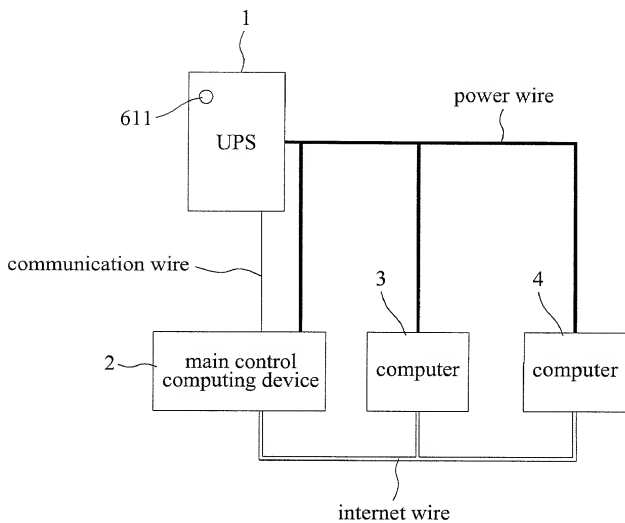 1
611
UPS
power wire
communication wire
3
4
2
main control
computing device
computer
computer
internet wire